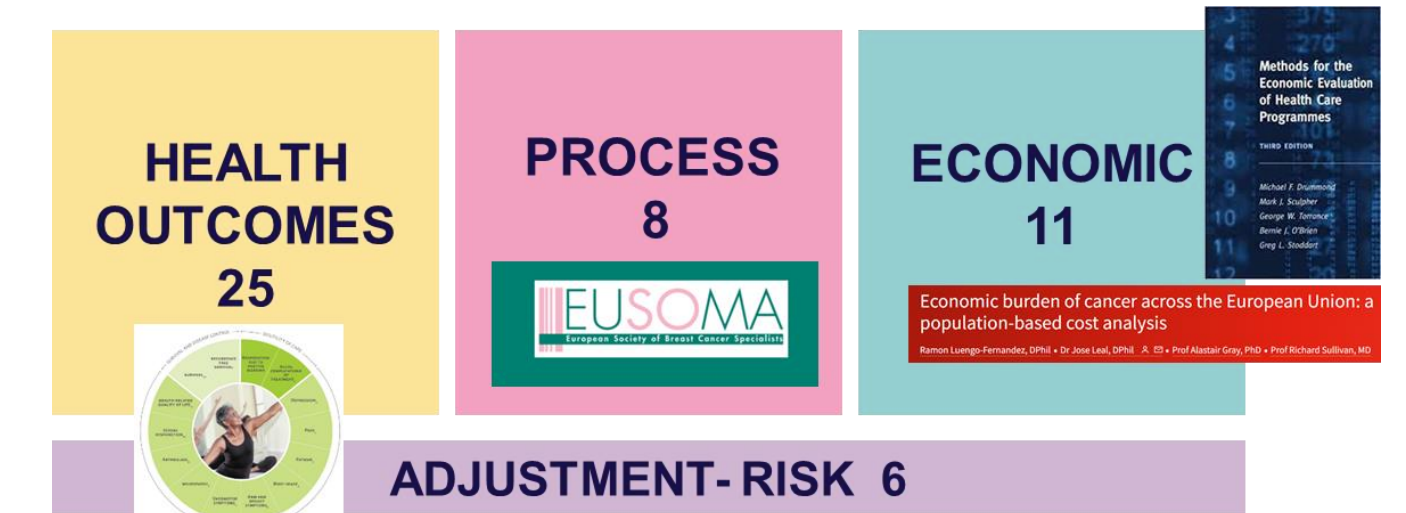 HEALTH
OUTCOMES
25
PROCESS
8
EUSOMA
European Society of Breast Cancer Specialists
ECONOMIC
11
Methods for the
Economic Evaluation
of Health Care
Programmes
THIRD EDITION
Michael F. Drummond
Mark J. Sculpher
George W. Torrance
Bernie J. O'Brien
Greg L. Stoddart
Economic burden of cancer across the European Union: a
population-based cost analysis
Ramon Luengo-Fernandez, DPhil • Dr Jose Leal, DPhil • Prof Alastair Gray, PhD • Prof Richard Sullivan, MD
ADJUSTMENT- RISK 6